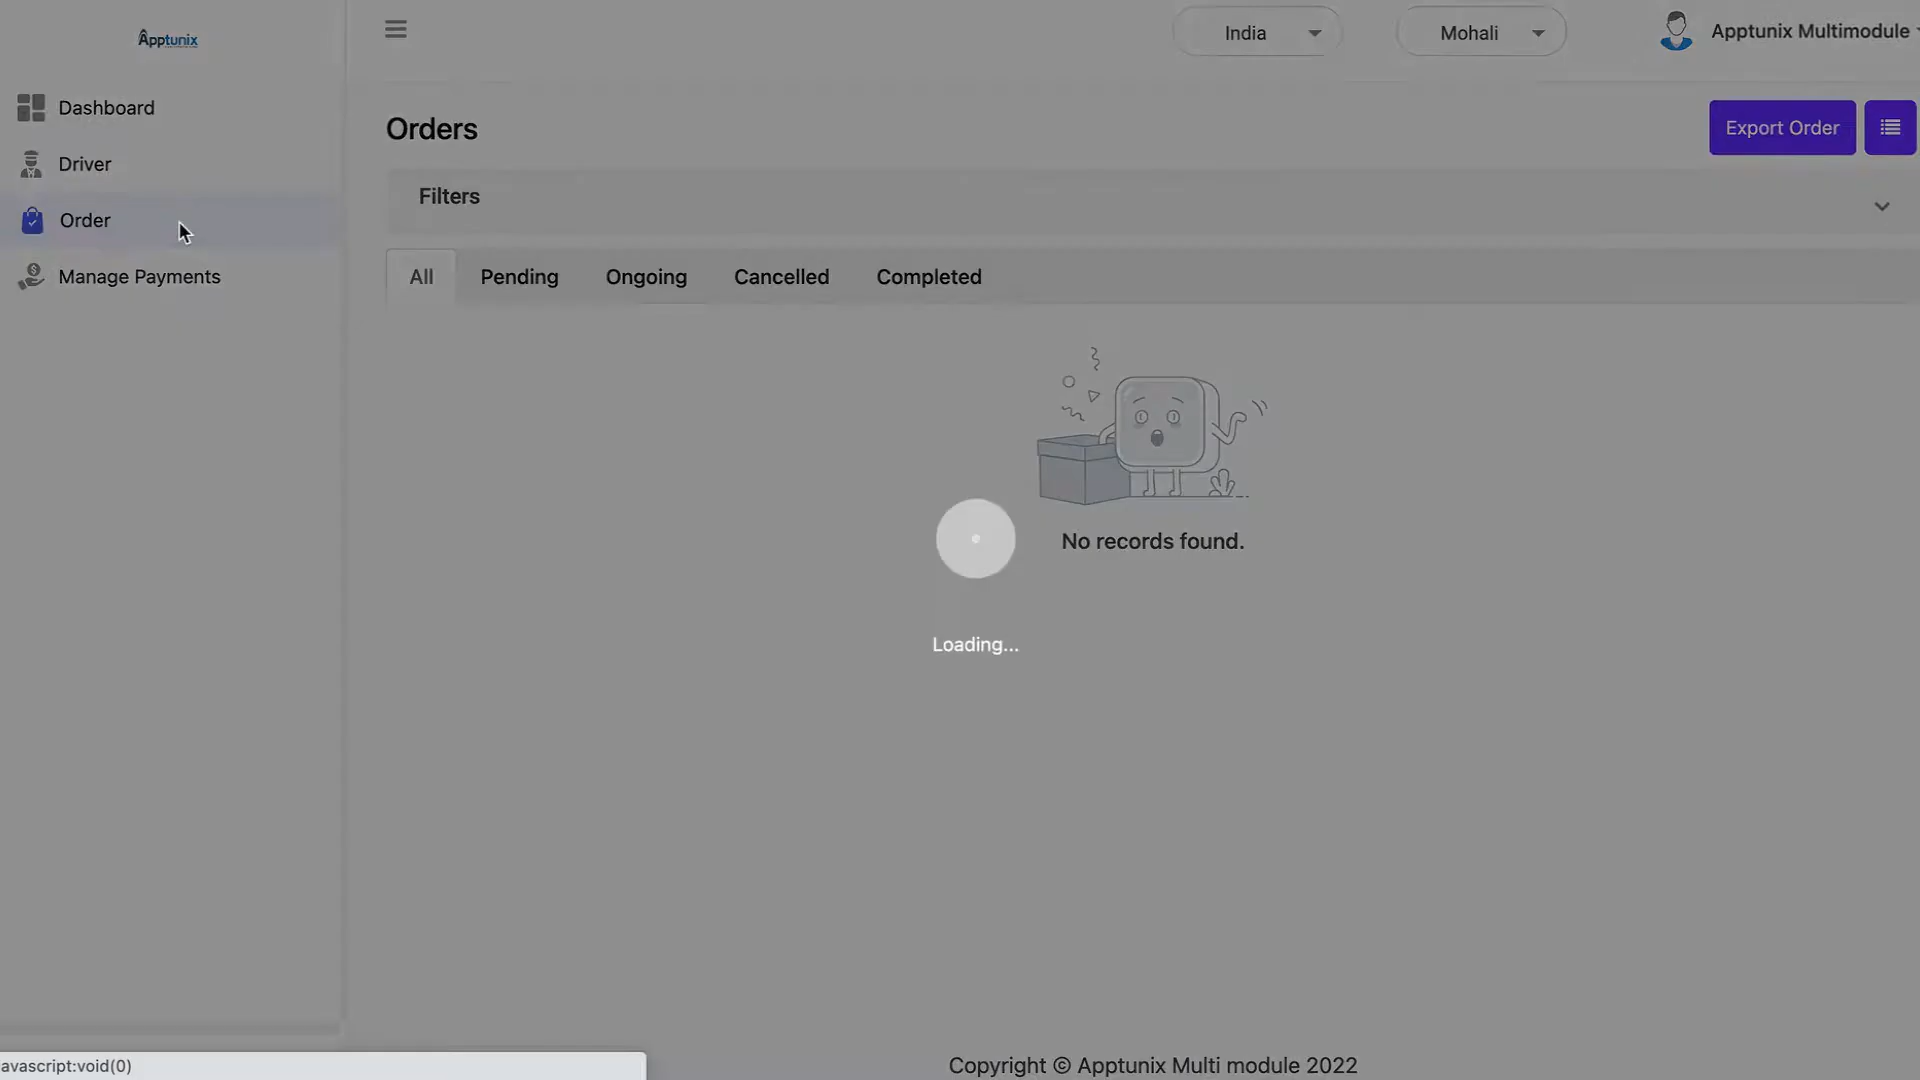 Apptunix
India
Mohali
Apptunix Multimodule
Dashboard
Driver
Order
Manage Payments
Orders
Export Order
Filters
All
Pending
Ongoing
Cancelled
Completed
No records found.
Loading...
avascript:void(0)
Copyright © Apptunix Multi module 2022